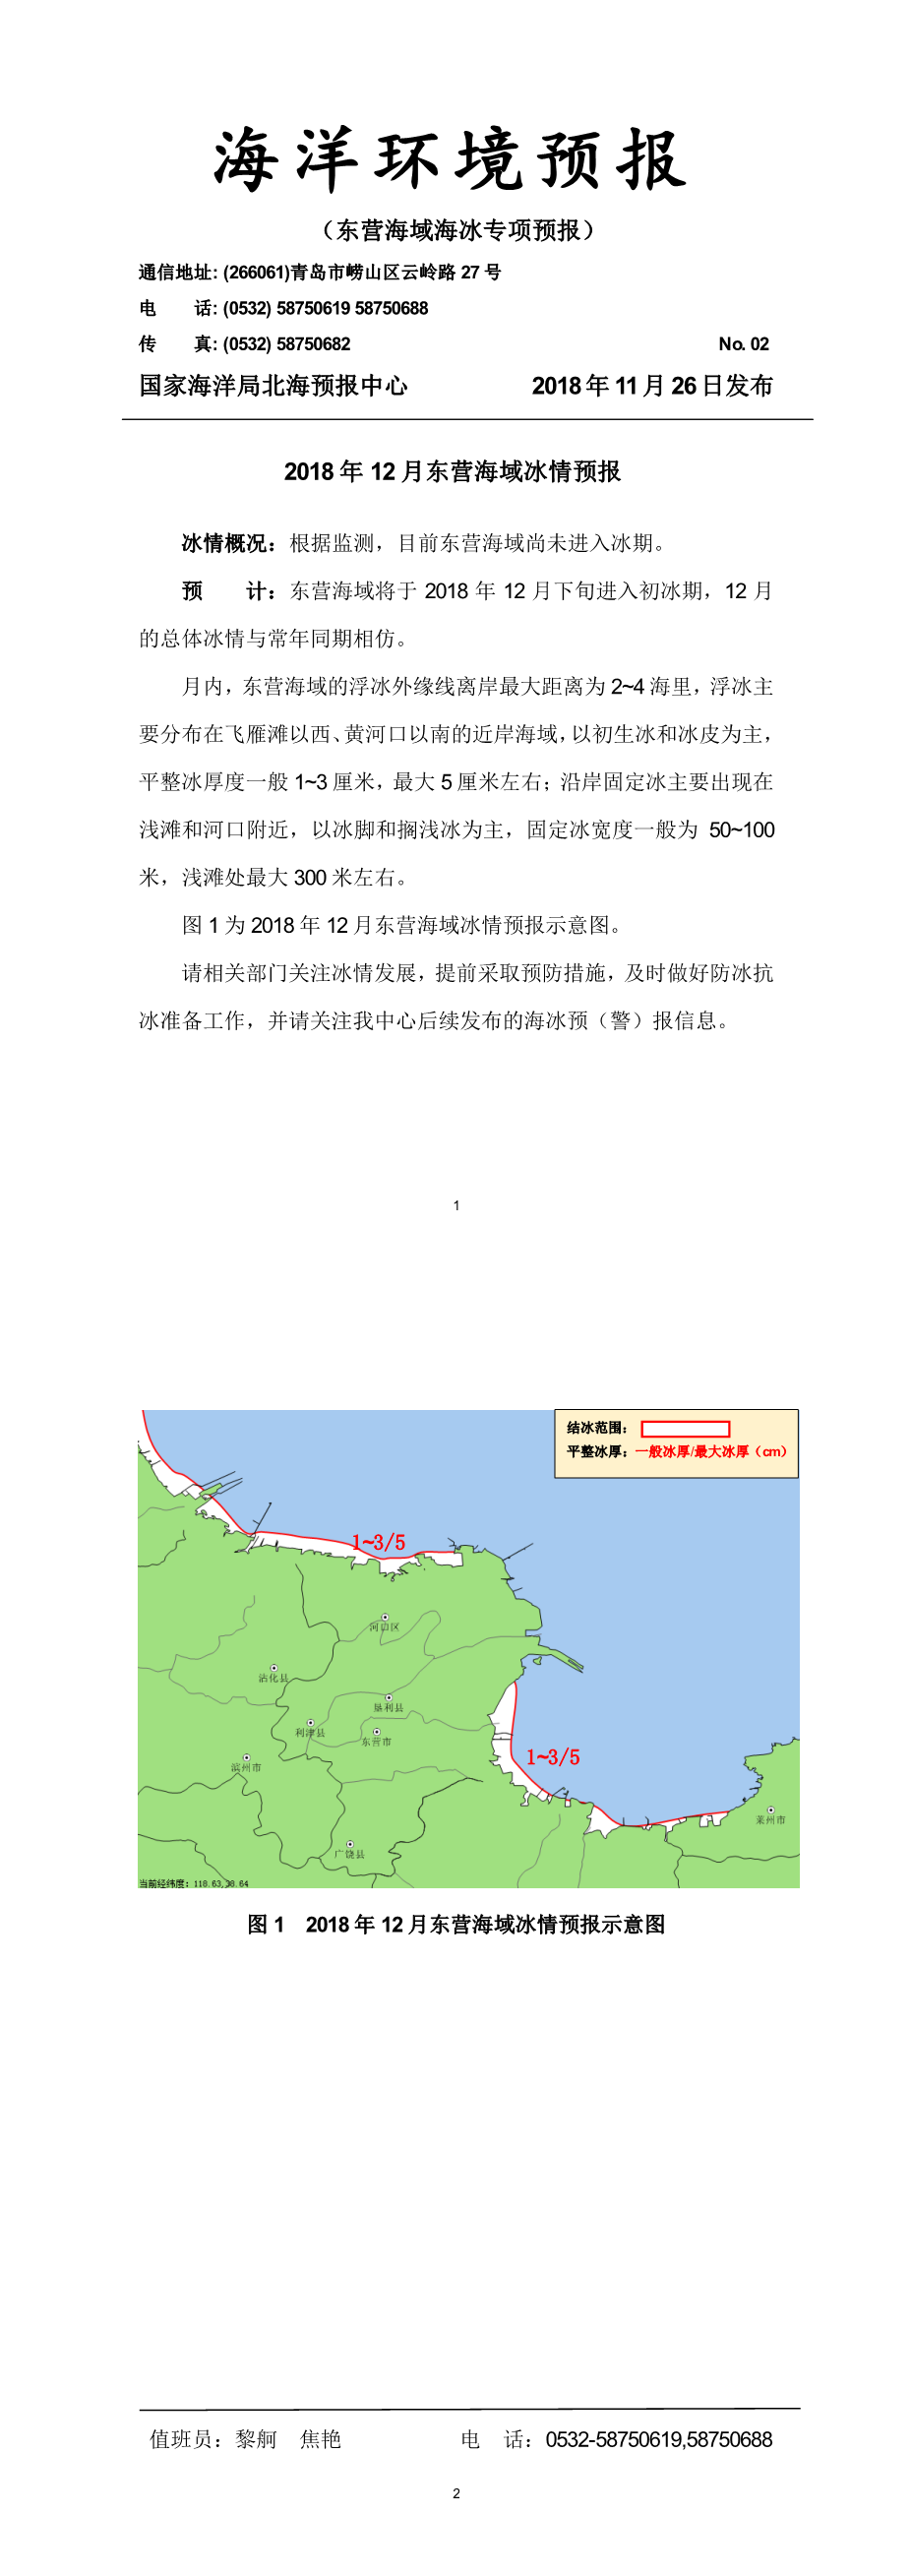 海洋环境预报
（东营海域海冰专项预报）
通信地址: (266061)青岛市崂山区云岭路 27 号
电　　话: (0532) 58750619 58750688
传　　真: (0532) 58750682　　No. 02
国家海洋局北海预报中心　　2018 年 11 月 26 日发布
2018 年 12 月东营海域冰情预报
冰情概况：根据监测，目前东营海域尚未进入冰期。
预　　计：东营海域将于 2018 年 12 月下旬进入初冰期，12 月
的总体冰情与常年同期相仿。
月内，东营海域的浮冰外缘线离岸最大距离为 2~4 海里，浮冰主
要分布在飞雁滩以西、黄河口以南的近岸海域，以初生冰和冰皮为主，
平整冰厚度一般 1~3 厘米，最大 5 厘米左右；沿岸固定冰主要出现在
浅滩和河口附近，以冰脚和搁浅冰为主，固定冰宽度一般为 50~100
米，浅滩处最大 300 米左右。
图 1 为 2018 年 12 月东营海域冰情预报示意图。
请相关部门关注冰情发展，提前采取预防措施，及时做好防冰抗
冰准备工作，并请关注我中心后续发布的海冰预（警）报信息。
1
结冰范围：
平整冰厚：一般冰厚/最大冰厚（cm）
1~3/5
河口区
沾化县
垦利县
利津县
东营市
1~3/5
滨州市
莱州市
广饶县
当前经纬度：118.63,38.64
图 1　2018 年 12 月东营海域冰情预报示意图
值班员：黎舸　焦艳　　电　话：0532-58750619,58750688
2